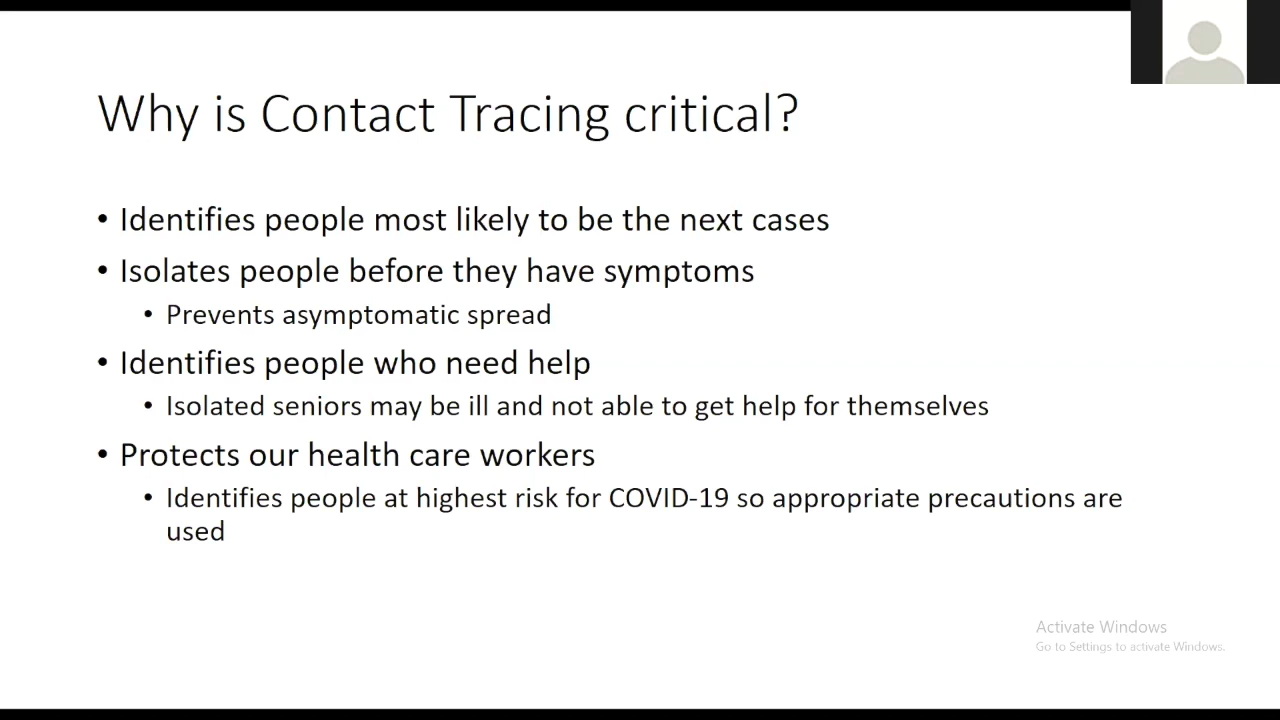 Why is Contact Tracing critical?
• Identifies people most likely to be the next cases
• Isolates people before they have symptoms
• Prevents asymptomatic spread
• Identifies people who need help
• Isolated seniors may be ill and not able to get help for themselves
• Protects our health care workers
• Identifies people at highest risk for COVID-19 so appropriate precautions are
used
Activate Windows
Go to Settings to activate Windows.